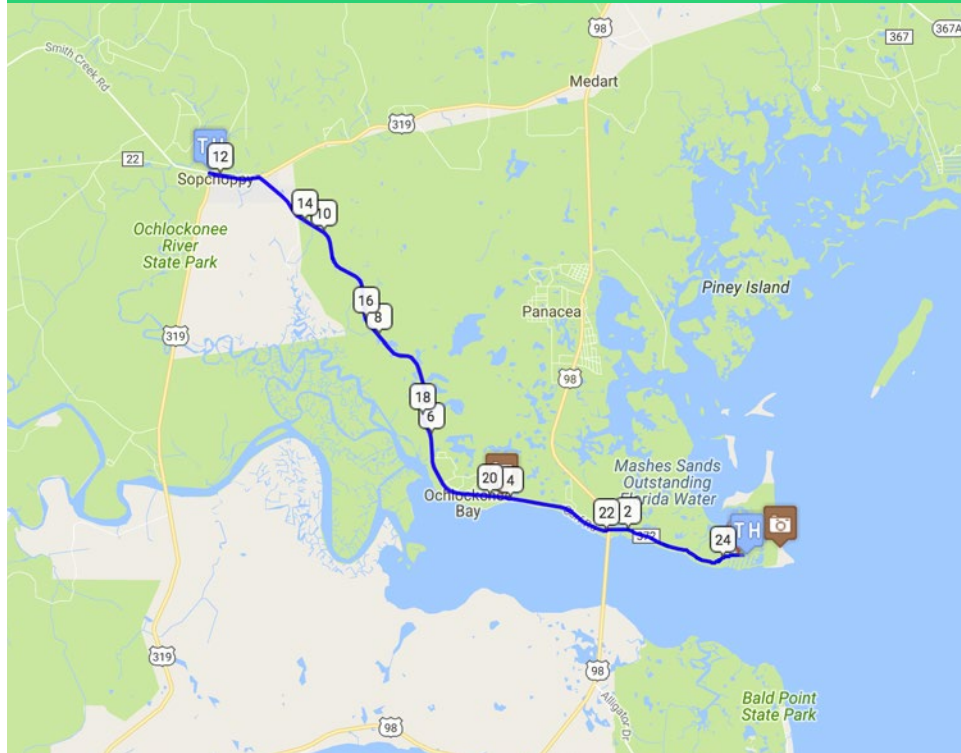 98
367
367A
Smith Creek Rd
Medart
319
22
TH
12
Sopchoppy
14
10
Ochlockonee
River
State Park
Piney Island
16
8
Panacea
319
98
18
6
Mashes Sands
Outstanding
Florida Water
20
4
Ochlockonee
Bay
22
2
372
24
TH
319
98
Alligator Dr
Bald Point
State Park
98